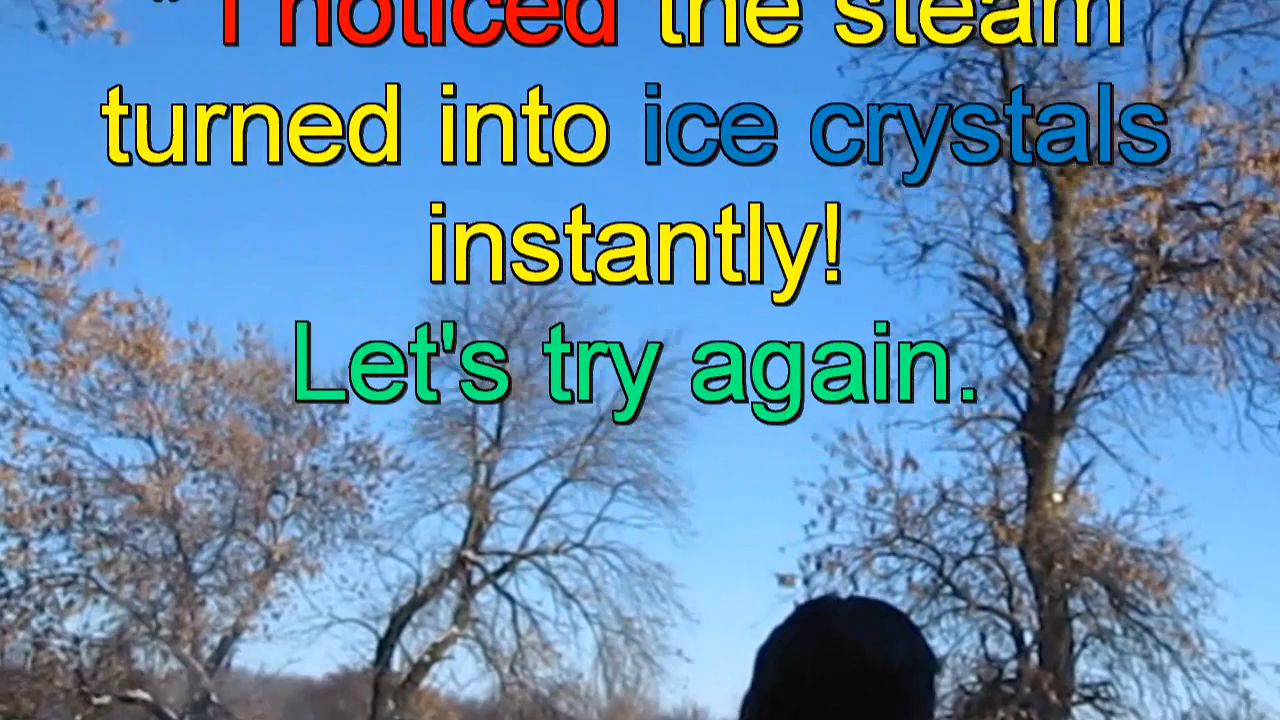 " I noticed the steam
turned into ice crystals
instantly!
Let's try again.